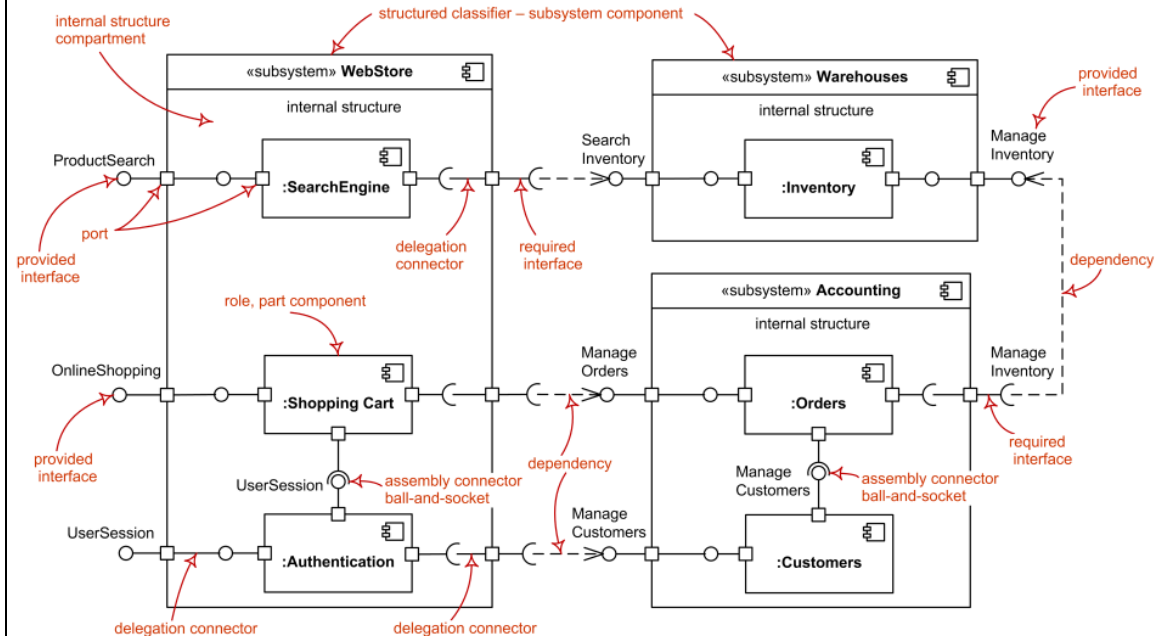 structured classifier – subsystem component
internal structure
compartment
«subsystem» WebStore
internal structure
«subsystem» Warehouses
internal structure
provided
interface
ProductSearch
:SearchEngine
Search
Inventory
:Inventory
Manage
Inventory
port
provided
interface
delegation
connector
required
interface
dependency
role, part component
«subsystem» Accounting
internal structure
OnlineShopping
:Shopping Cart
Manage
Orders
:Orders
Manage
Inventory
provided
interface
dependency
required
interface
UserSession
assembly connector
ball-and-socket
Manage
Customers
assembly connector
ball-and-socket
UserSession
:Authentication
Manage
Customers
:Customers
delegation connector
delegation connector